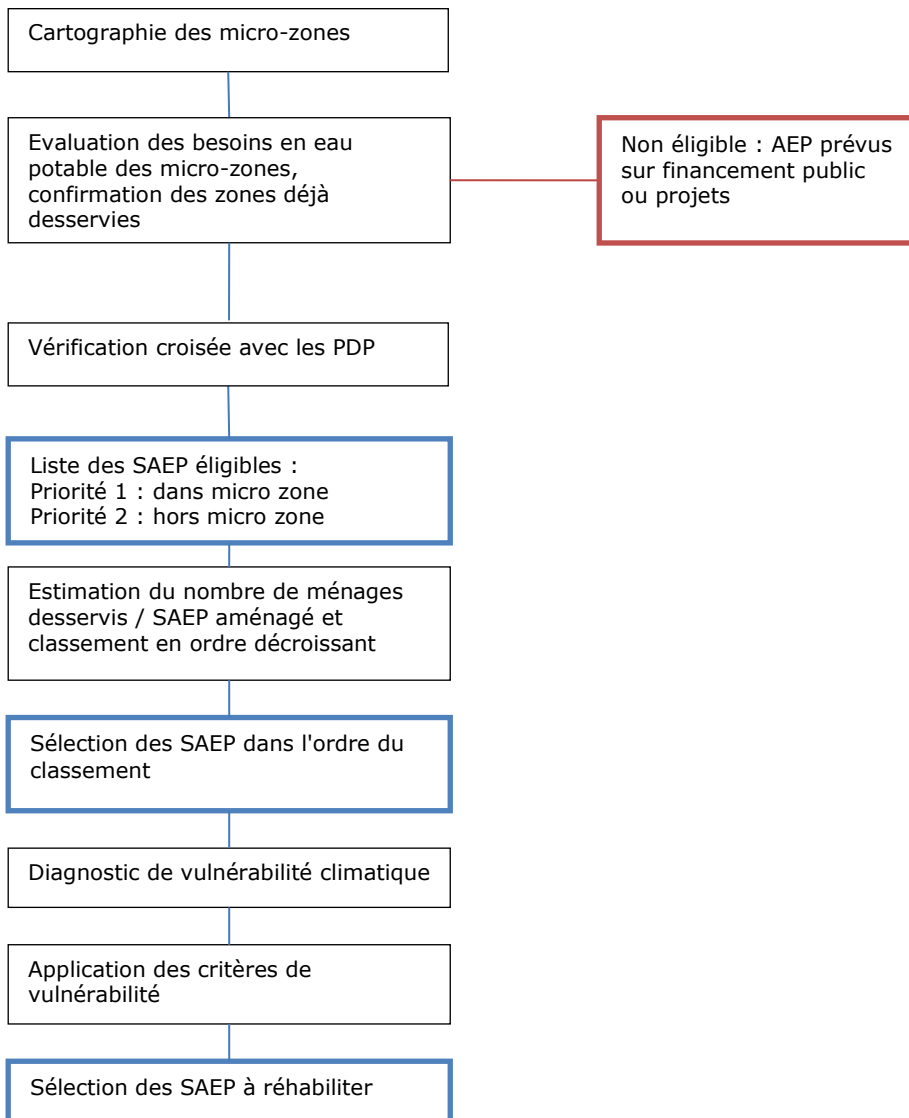 Cartographie des micro-zones
Evaluation des besoins en eau
potable des micro-zones,
confirmation des zones déjà
desservies
Non éligible : AEP prévus
sur financement public
ou projets
Vérification croisée avec les PDP
Liste des SAEP éligibles :
Priorité 1 : dans micro zone
Priorité 2 : hors micro zone
Estimation du nombre de ménages
desservis / SAEP aménagé et
classement en ordre décroissant
Sélection des SAEP dans l'ordre du
classement
Diagnostic de vulnérabilité climatique
Application des critères de
vulnérabilité
Sélection des SAEP à réhabiliter